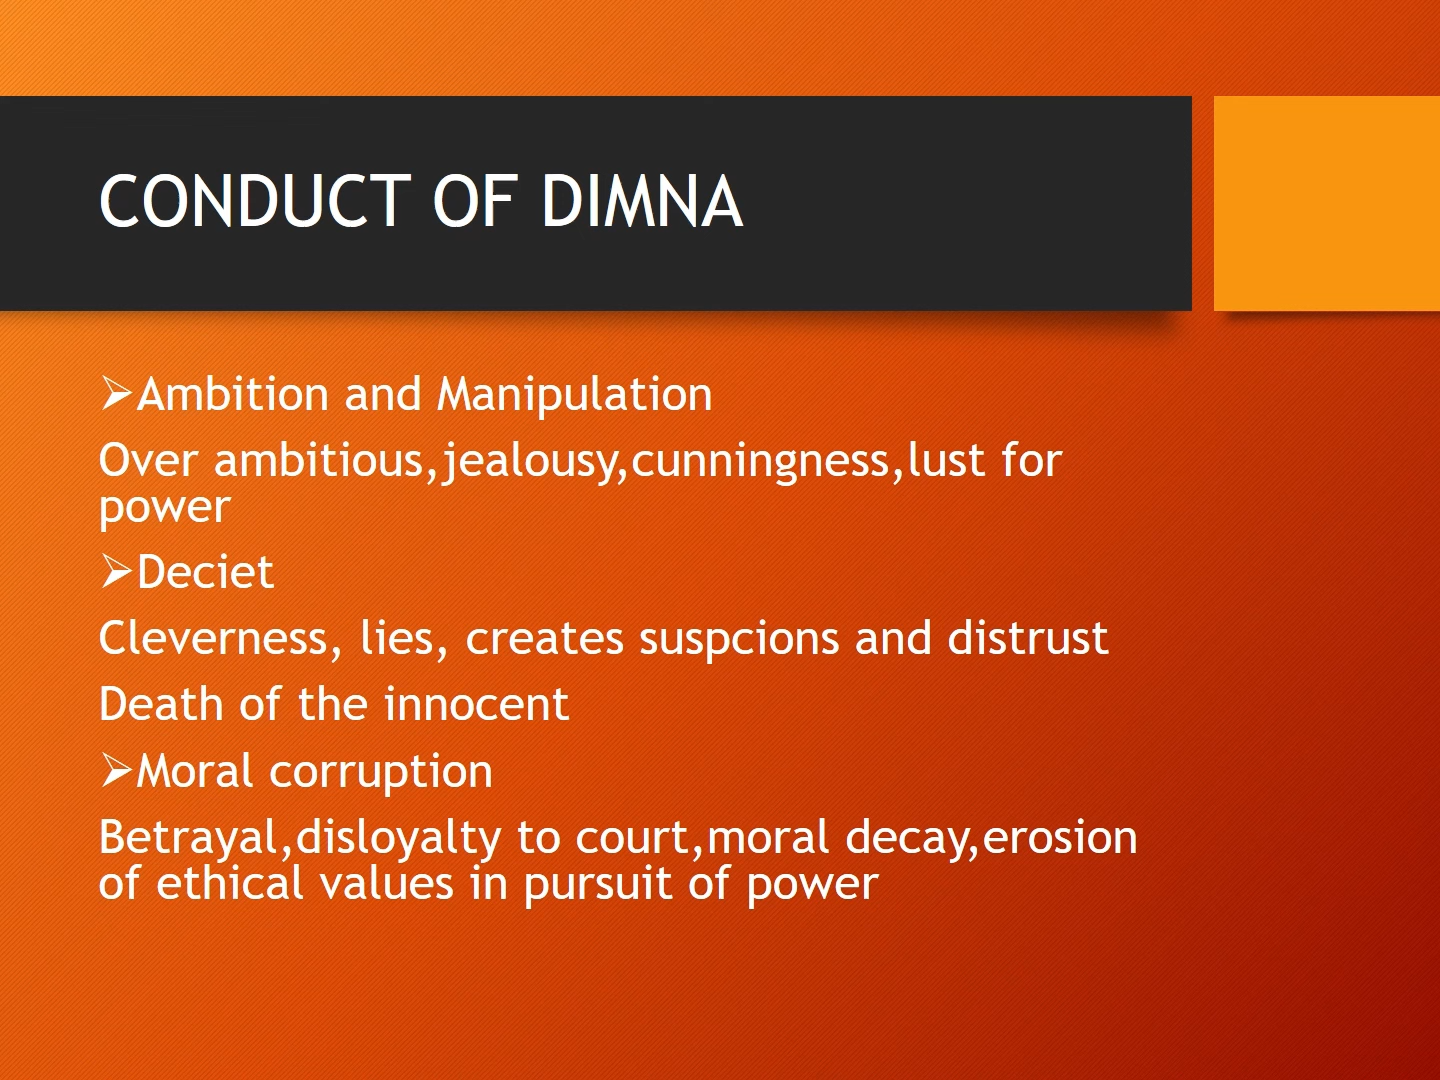 CONDUCT OF DIMNA
➢Ambition and Manipulation
Over ambitious,jealousy,cunningness,lust for
power
➢Deciet
Cleverness, lies, creates suspcions and distrust
Death of the innocent
➢Moral corruption
Betrayal,disloyalty to court,moral decay,erosion
of ethical values in pursuit of power